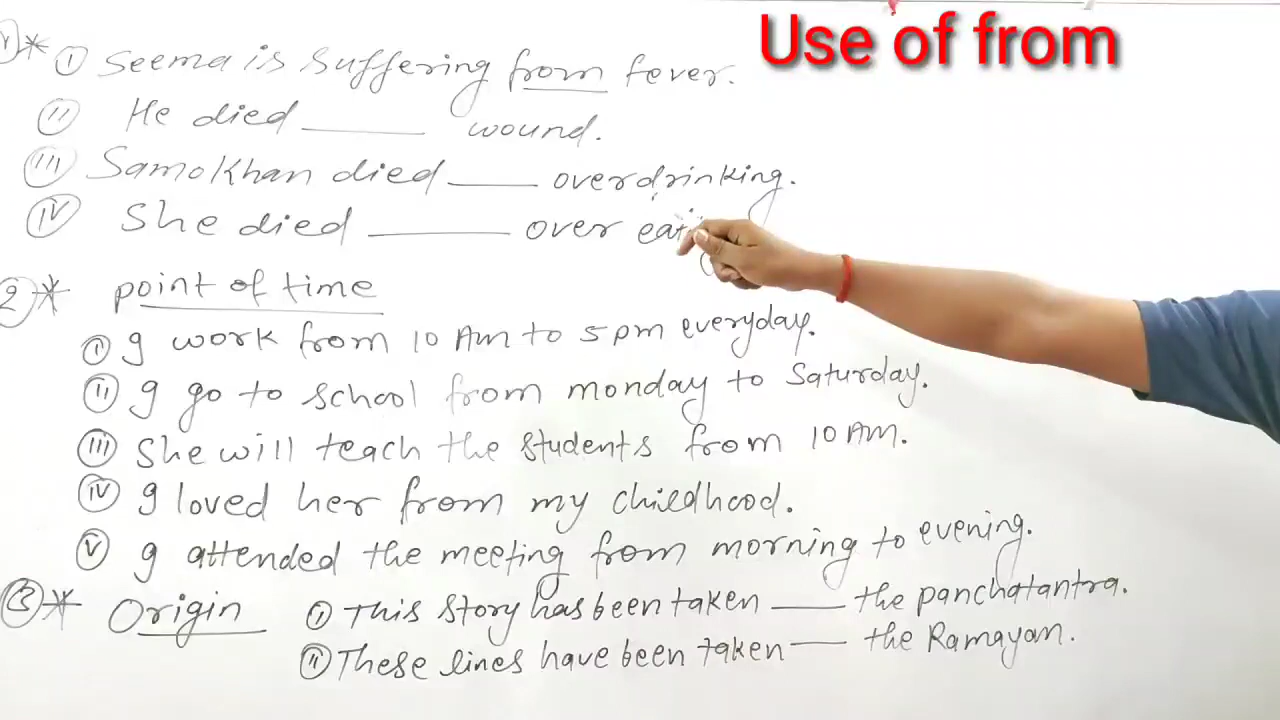 Use of from
1* i Seema is suffering from fever.
ii He died ______ wound.
iii Samokhan died ____ overdrinking.
iv She died ______ over
2* point of time
i I work from 10 Am to 5 pm everyday.
ii I go to school from monday to Saturday.
iii She will teach the students from 10 AM.
iv I loved her from my childhood.
v I attended the meeting from morning to evening.
3* Origin i This story has been taken ____ the panchatantra.
ii These lines have been taken ____ the Ramayan.